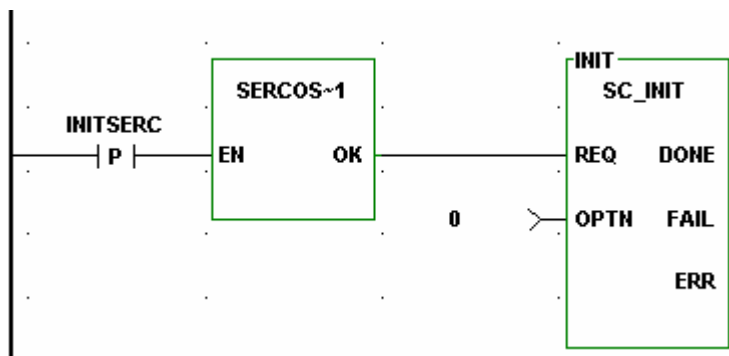 INIT
SERCOS~1 SC_INIT
INITSERC
P EN OK REQ DONE
0 OPTN FAIL
ERR